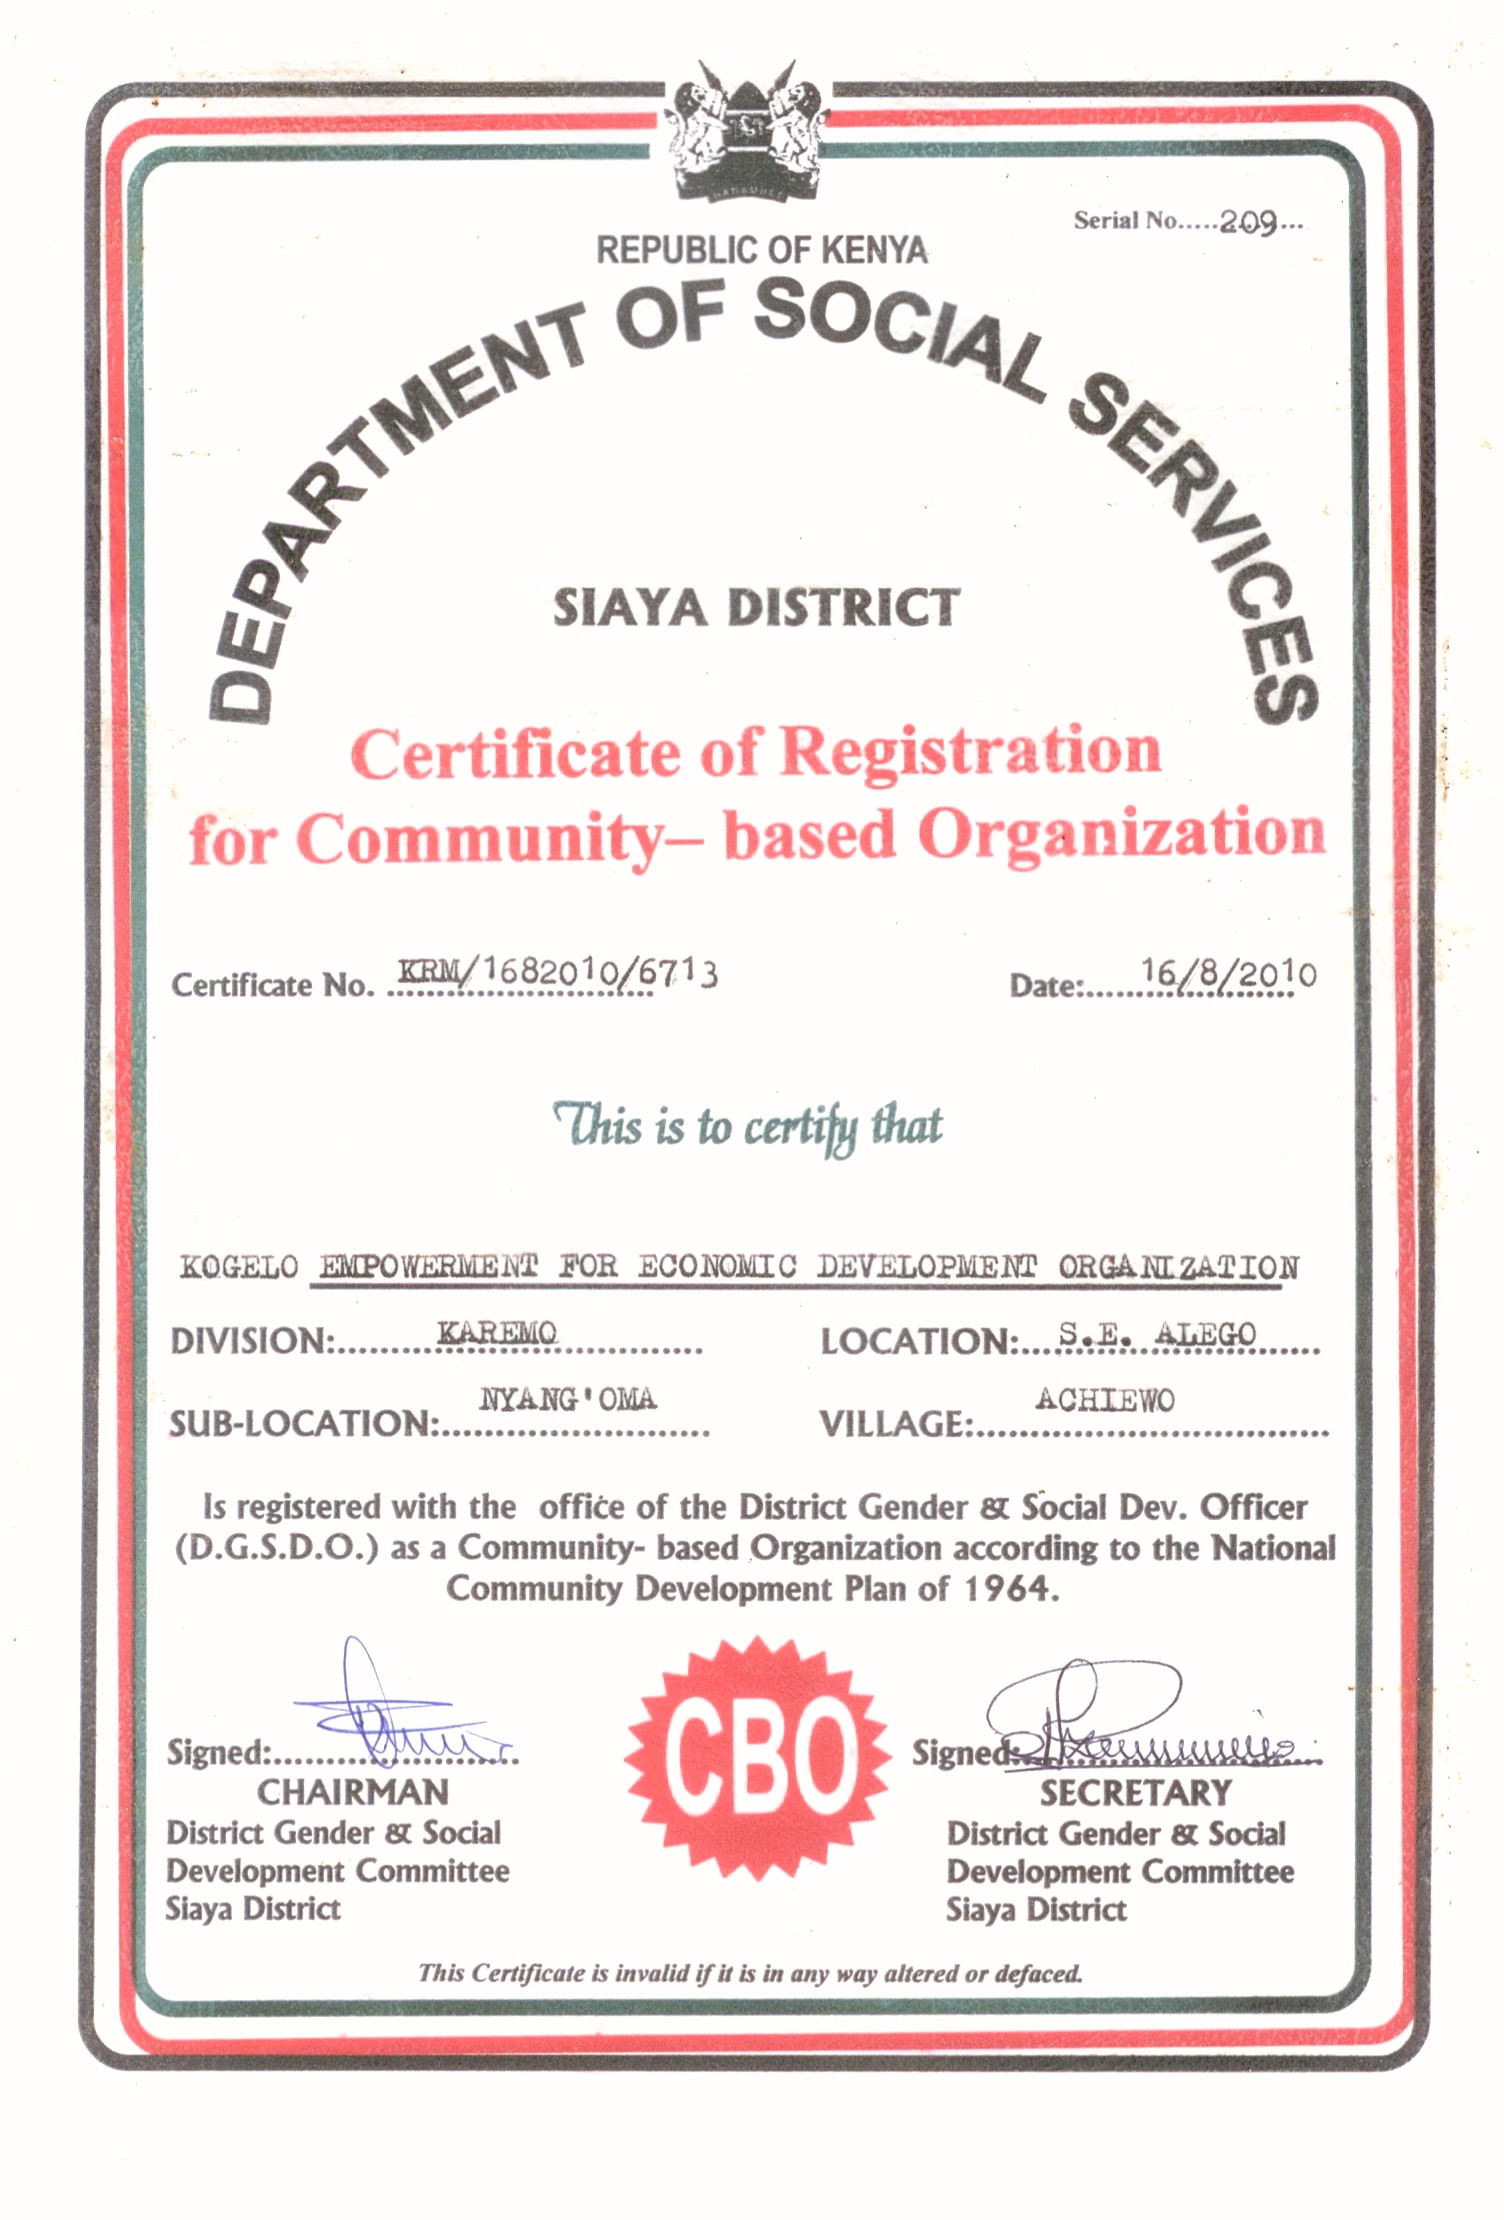 Serial No.....209...
REPUBLIC OF KENYA
DEPARTMENT OF SOCIAL SERVICES
SIAYA DISTRICT
Certificate of Registration
for Community– based Organization
Certificate No. KRM/1682010/6713 Date: 16/8/2010
This is to certify that
KOGELO EMPOWERMENT FOR ECONOMIC DEVELOPMENT ORGANIZATION
DIVISION: KAREMO LOCATION: S.E. ALEGO
SUB-LOCATION: NYANG'OMA VILLAGE: ACHIEWO
Is registered with the office of the District Gender & Social Dev. Officer
(D.G.S.D.O.) as a Community- based Organization according to the National
Community Development Plan of 1964.
CBO
Signed: Signed:
CHAIRMAN SECRETARY
District Gender & Social District Gender & Social
Development Committee Development Committee
Siaya District Siaya District
This Certificate is invalid if it is in any way altered or defaced.